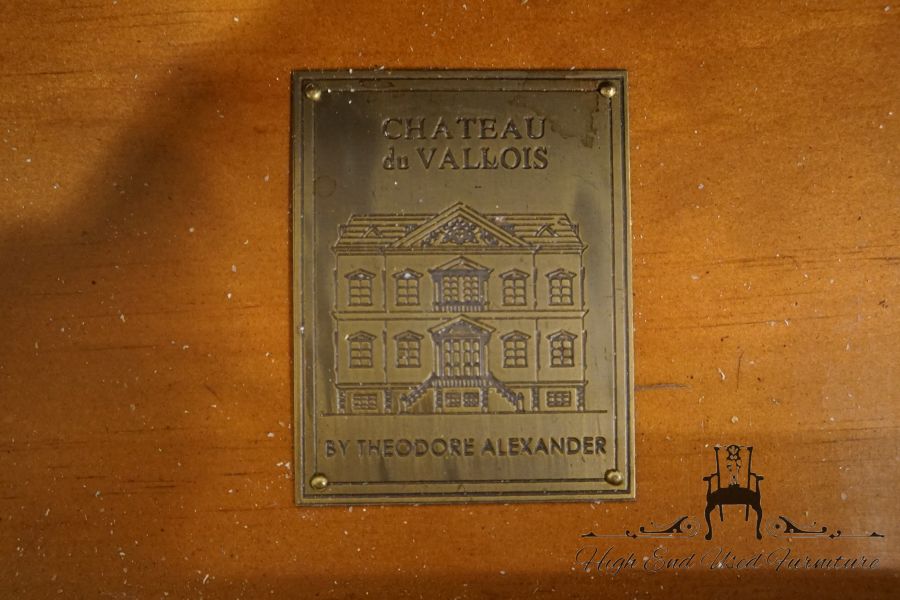 CHATEAU
du VALLOIS
BY THEODORE ALEXANDER
High End Used Furniture